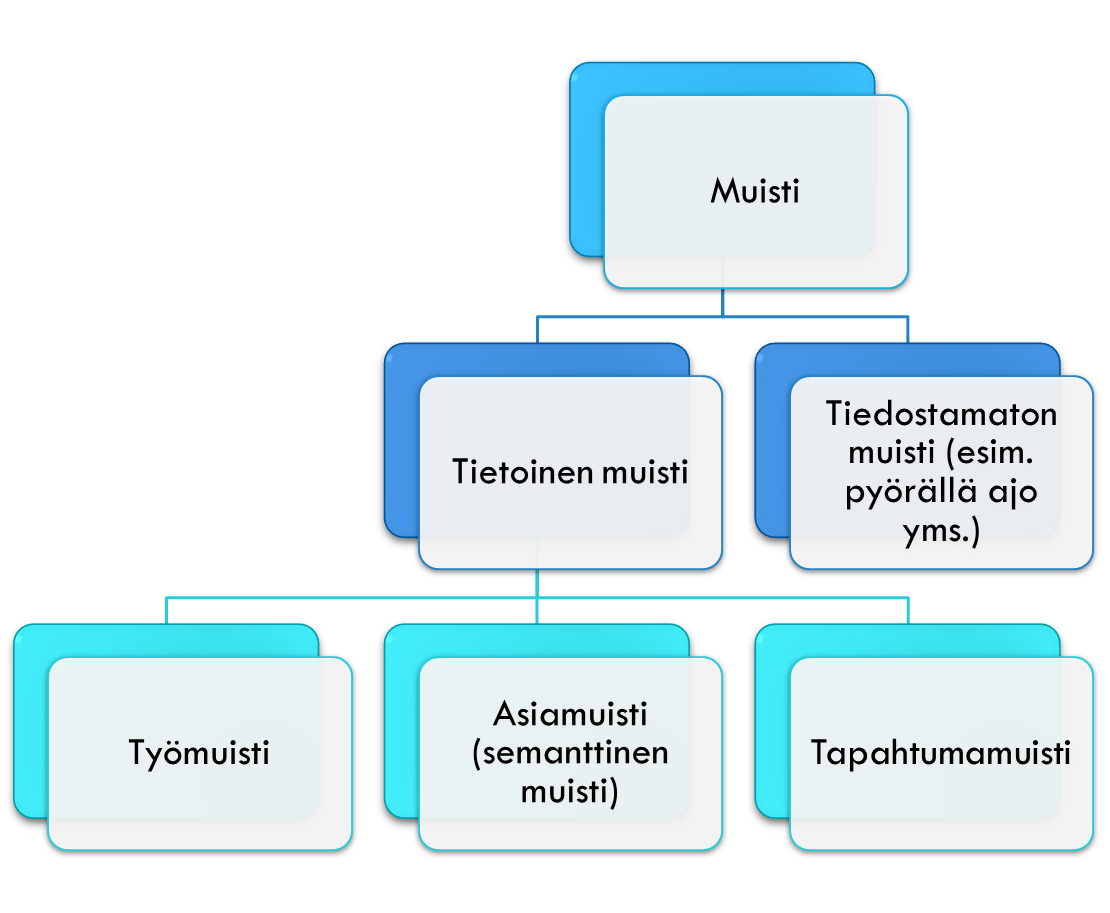 Muisti
Tietoinen muisti
Tiedostamaton
muisti (esim.
pyörällä ajo
yms.)
Työmuisti
Asiamuisti
(semanttinen
muisti)
Tapahtumamuisti